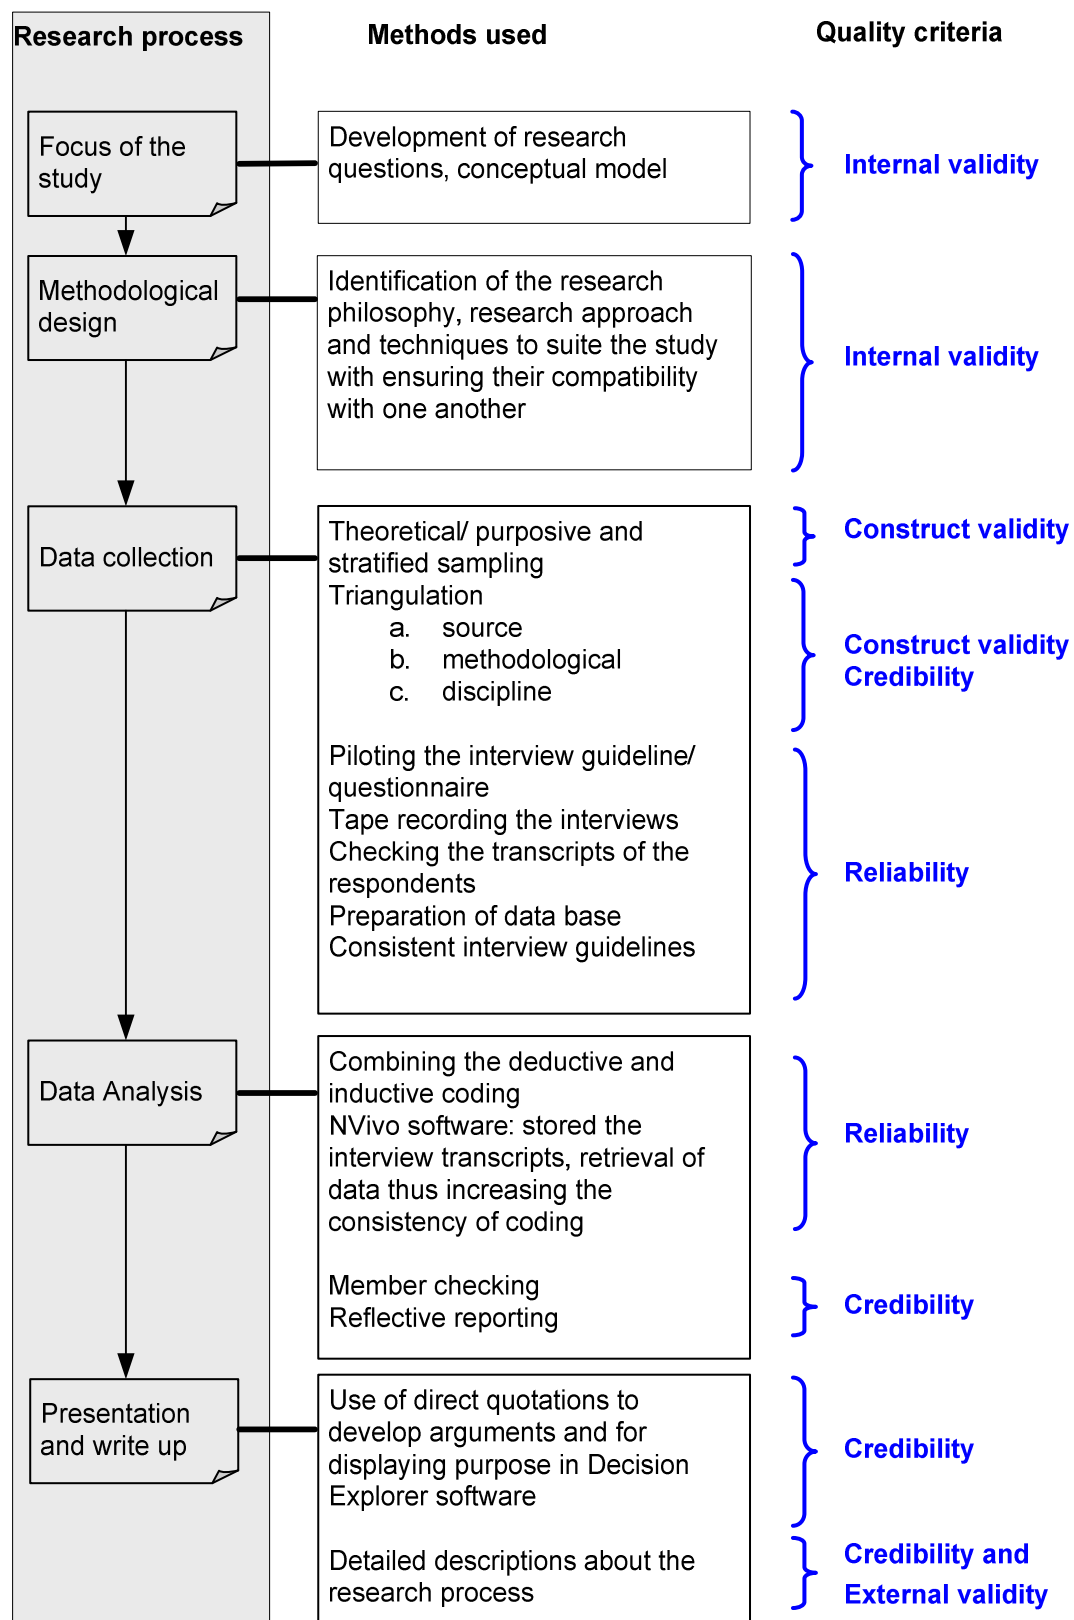 Research process
Methods used
Quality criteria
Focus of the
study
Development of research
questions, conceptual model
Internal validity
Methodological
design
Identification of the research
philosophy, research approach
and techniques to suite the study
with ensuring their compatibility
with one another
Internal validity
Data collection
Theoretical/ purposive and
stratified sampling
Triangulation
a. source
b. methodological
c. discipline
Piloting the interview guideline/
questionnaire
Tape recording the interviews
Checking the transcripts of the
respondents
Preparation of data base
Consistent interview guidelines
Construct validity
Construct validity
Credibility
Reliability
Data Analysis
Combining the deductive and
inductive coding
NVivo software: stored the
interview transcripts, retrieval of
data thus increasing the
consistency of coding
Member checking
Reflective reporting
Reliability
Credibility
Presentation
and write up
Use of direct quotations to
develop arguments and for
displaying purpose in Decision
Explorer software
Detailed descriptions about the
research process
Credibility
Credibility and
External validity